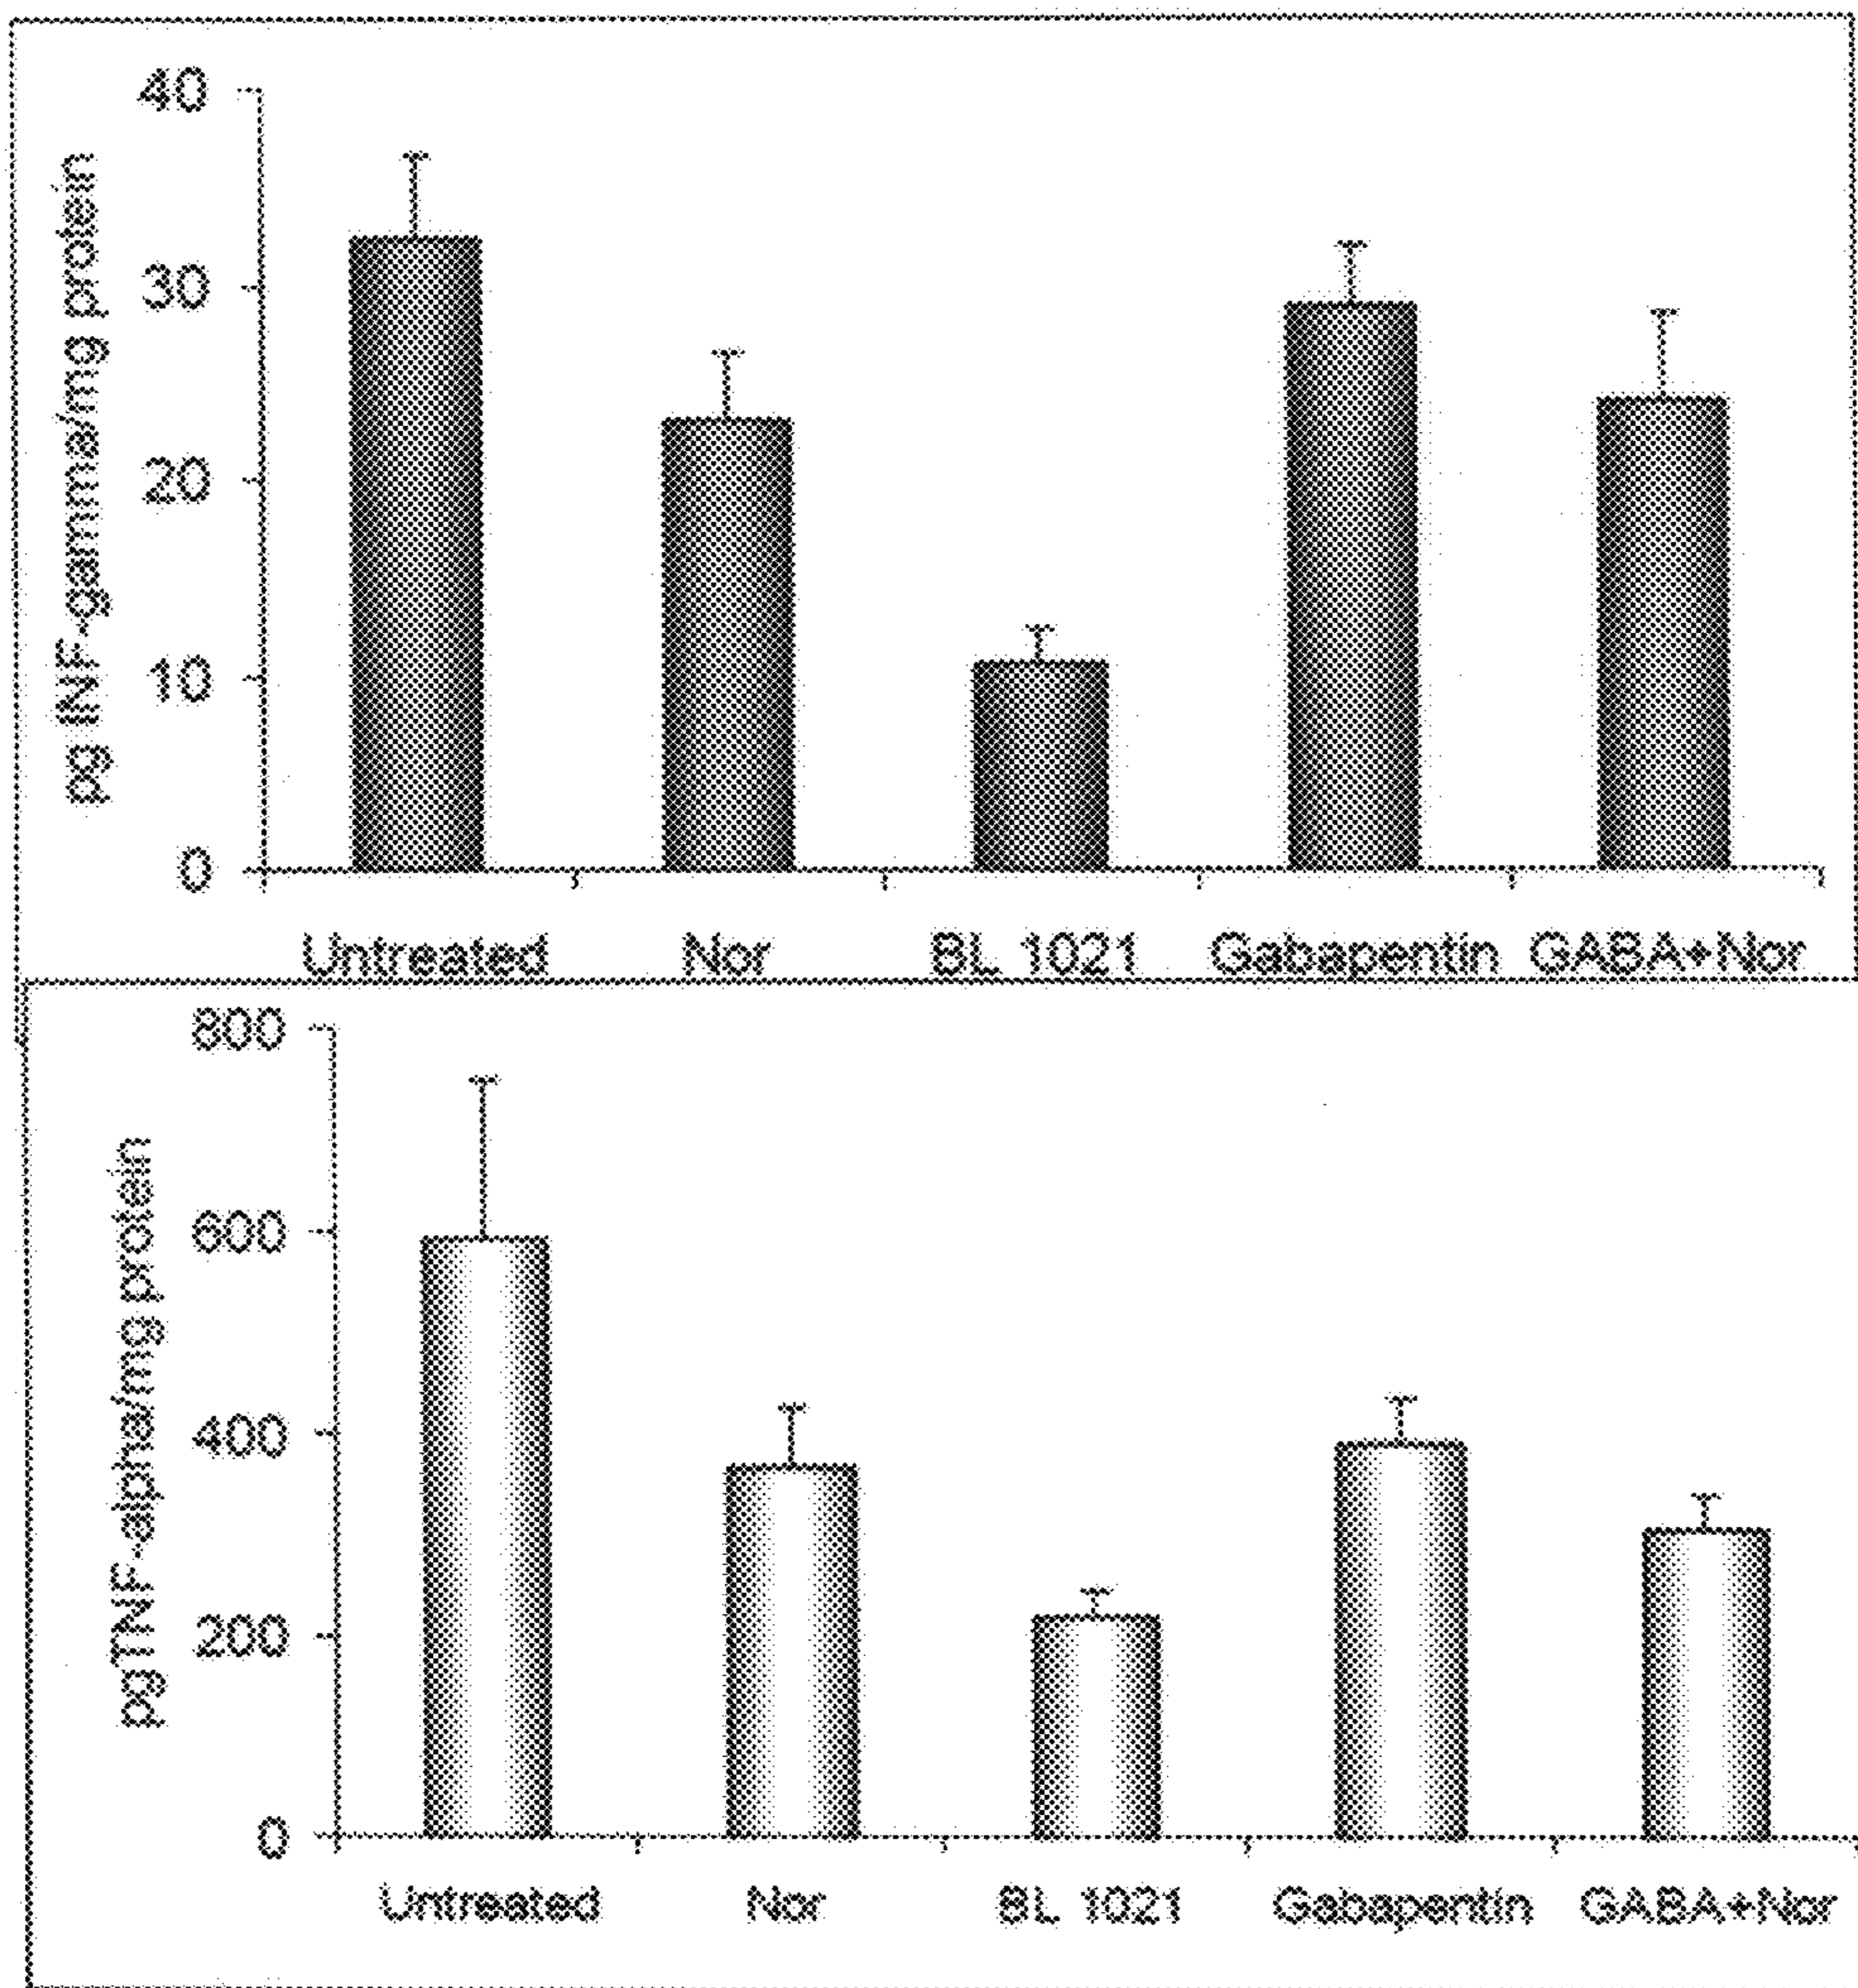 40
30
20
10
0
pg INF-gamma/mg protein
Untreated Nor BL 1021 Gabapentin GABA+Nor
800
600
400
200
0
pgTNF-alpha/mg protein
Untreated Nor BL 1021 Gabapentin GABA+Nor